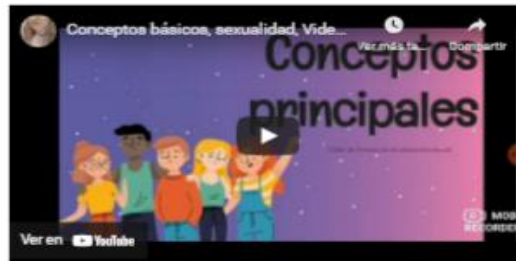 Conceptos básicos, sexualidad, Vide...
Ver más ta...
Compartir
Conceptos
principales
MOB
RECORDER
Ver en YouTube